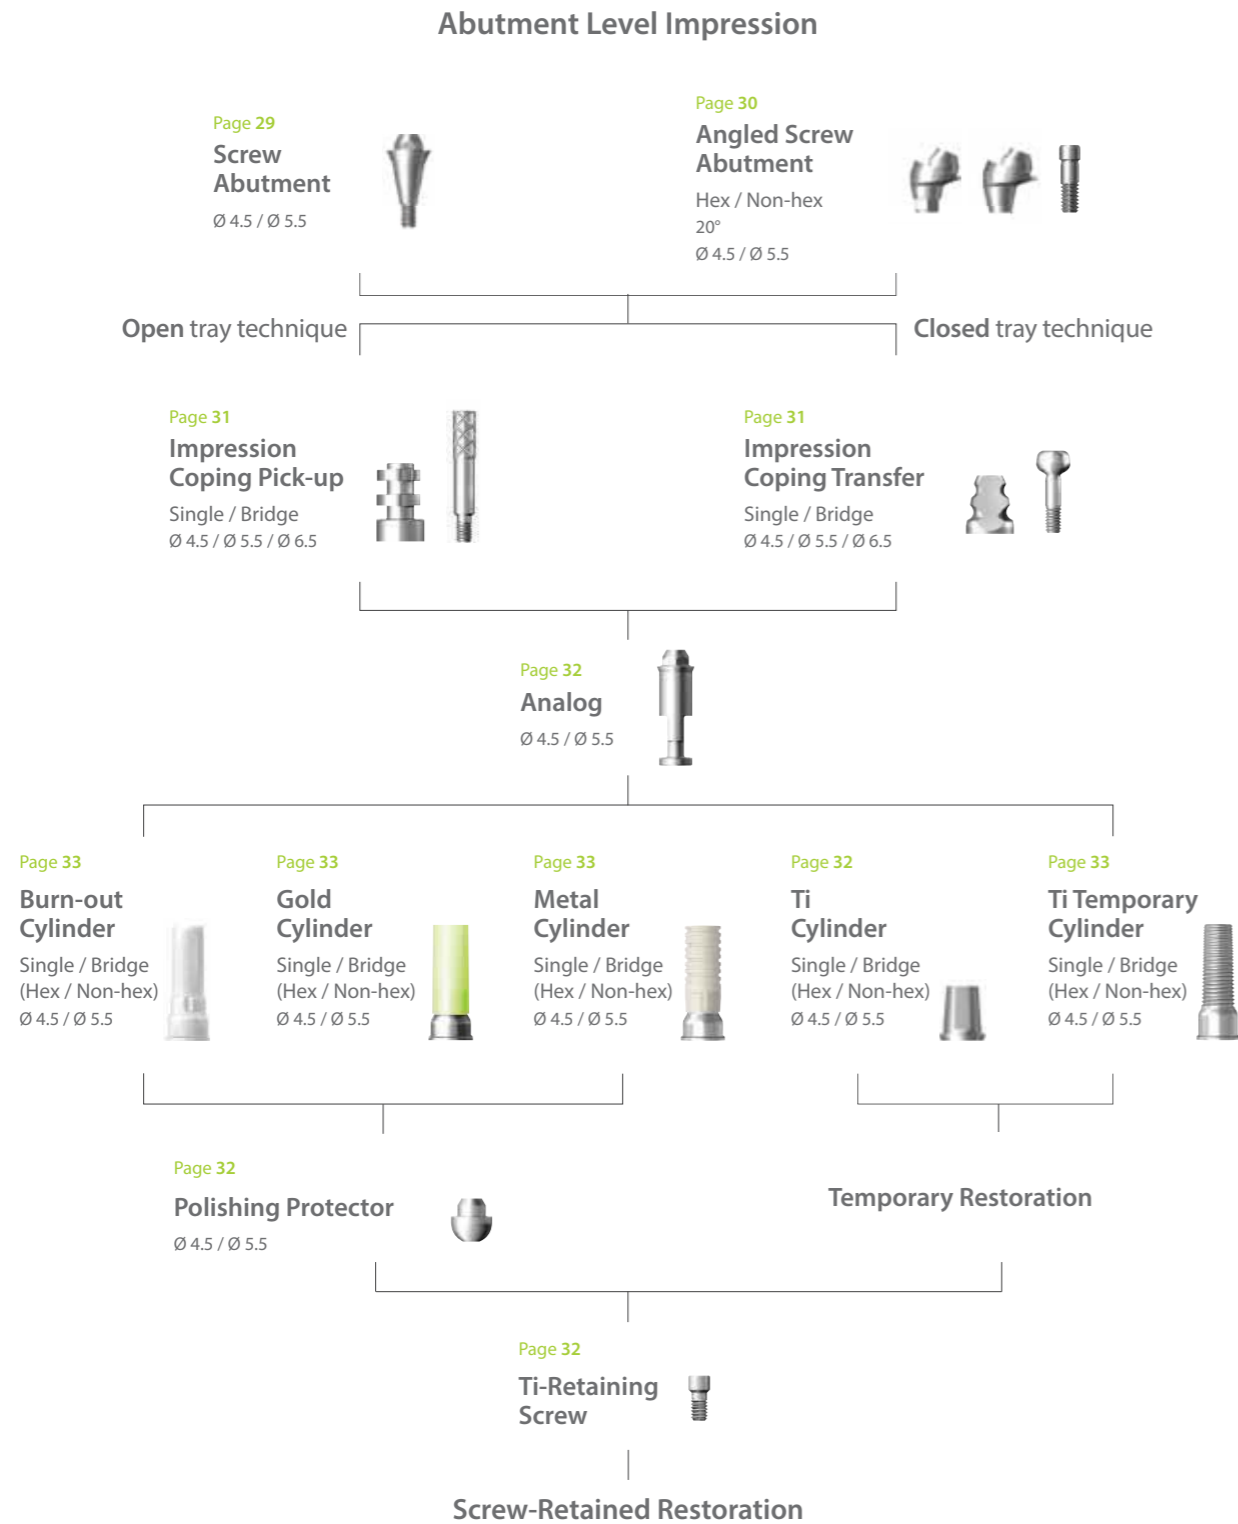 Abutment Level Impression
Page 29
Screw
Abutment
Ø 4.5 / Ø 5.5
Page 30
Angled Screw
Abutment
Hex / Non-hex
20°
Ø 4.5 / Ø 5.5
Open tray technique
Closed tray technique
Page 31
Impression
Coping Pick-up
Single / Bridge
Ø 4.5 / Ø 5.5 / Ø 6.5
Page 31
Impression
Coping Transfer
Single / Bridge
Ø 4.5 / Ø 5.5 / Ø 6.5
Page 32
Analog
Ø 4.5 / Ø 5.5
Page 33
Burn-out
Cylinder
Single / Bridge
(Hex / Non-hex)
Ø 4.5 / Ø 5.5
Page 33
Gold
Cylinder
Single / Bridge
(Hex / Non-hex)
Ø 4.5 / Ø 5.5
Page 33
Metal
Cylinder
Single / Bridge
(Hex / Non-hex)
Ø 4.5 / Ø 5.5
Page 32
Ti
Cylinder
Single / Bridge
(Hex / Non-hex)
Ø 4.5 / Ø 5.5
Page 33
Ti Temporary
Cylinder
Single / Bridge
(Hex / Non-hex)
Ø 4.5 / Ø 5.5
Page 32
Polishing Protector
Ø 4.5 / Ø 5.5
Temporary Restoration
Page 32
Ti-Retaining
Screw
Screw-Retained Restoration